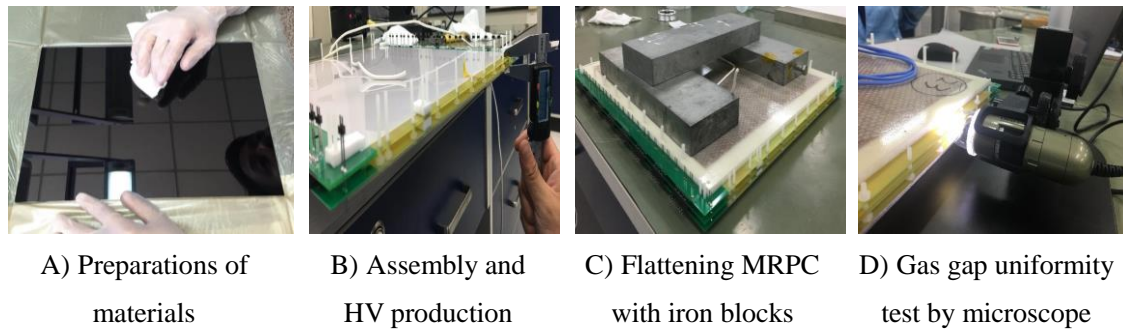 A) Preparations of
materials
B) Assembly and
HV production
C) Flattening MRPC
with iron blocks
D) Gas gap uniformity
test by microscope